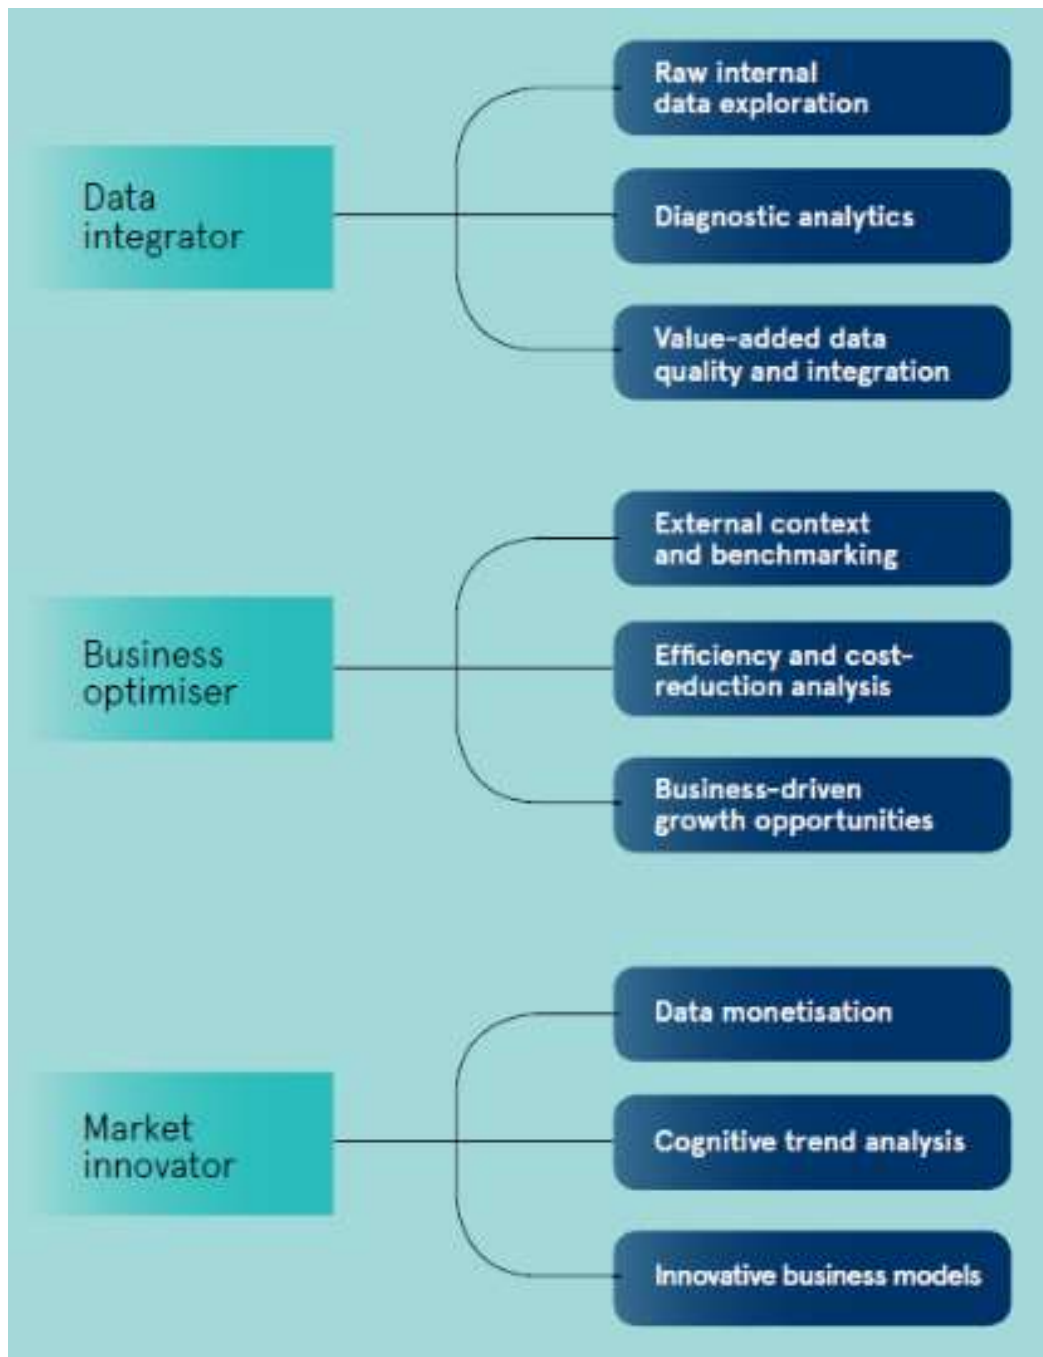 Data
integrator
Raw internal
data exploration
Diagnostic analytics
Value-added data
quality and integration
Business
optimiser
External context
and benchmarking
Efficiency and cost-
reduction analysis
Business-driven
growth opportunities
Market
innovator
Data monetisation
Cognitive trend analysis
Innovative business models